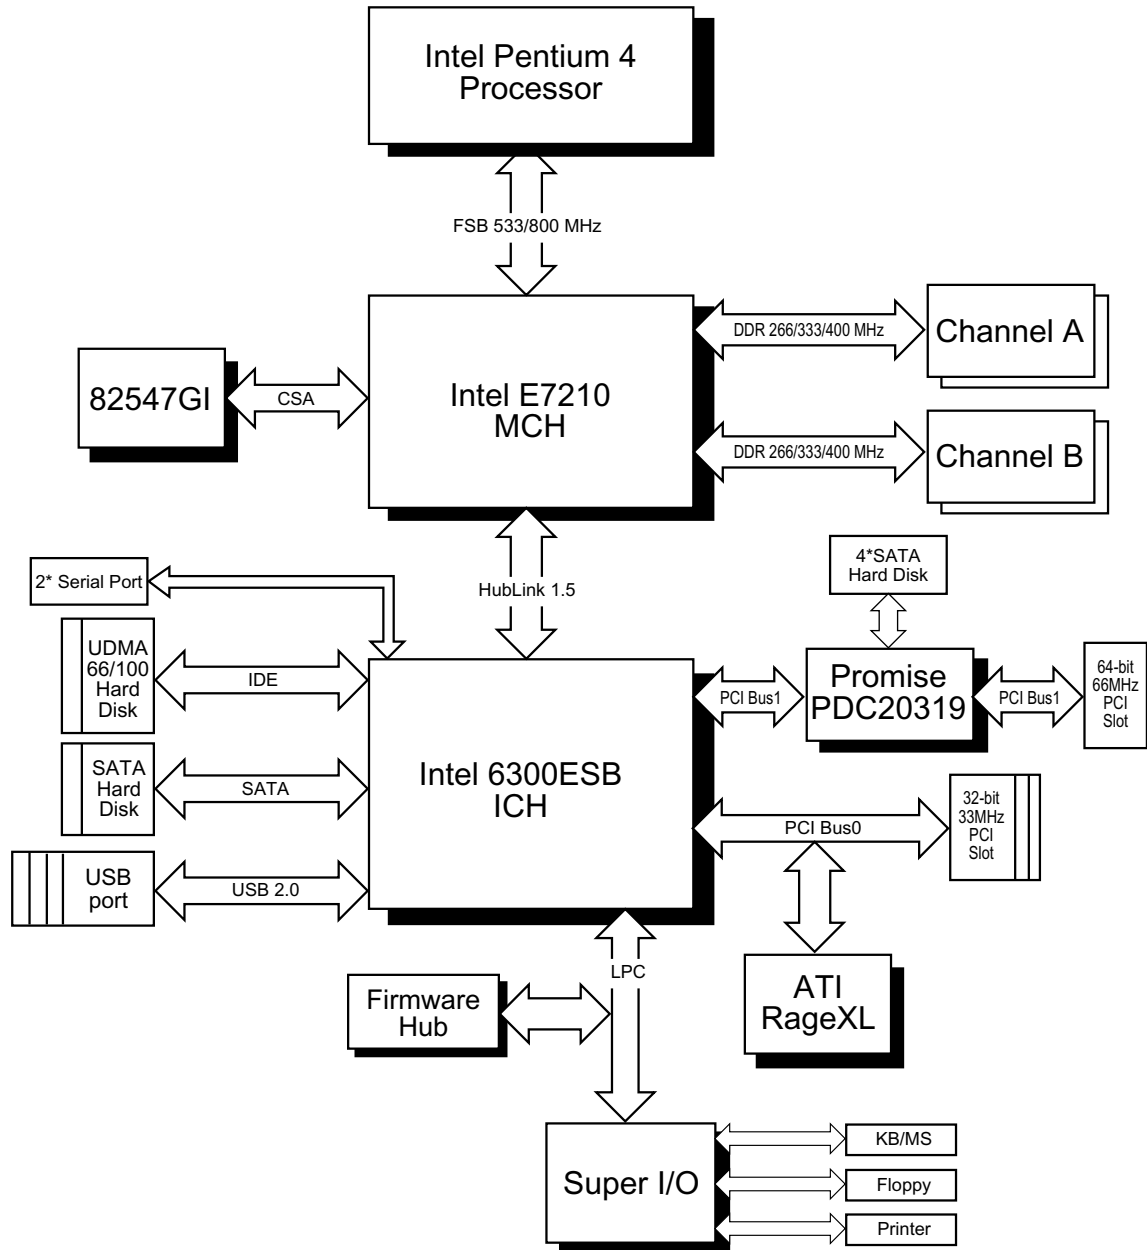 Intel Pentium 4
Processor
FSB 533/800 MHz
DDR 266/333/400 MHz
Channel A
82547GI
CSA
Intel E7210
MCH
DDR 266/333/400 MHz
Channel B
2* Serial Port
HubLink 1.5
4*SATA
Hard Disk
UDMA
66/100
Hard
Disk
IDE
PCI Bus1
Promise
PDC20319
PCI Bus1
64-bit
66MHz
PCI
Slot
SATA
Hard
Disk
SATA
Intel 6300ESB
ICH
PCI Bus0
32-bit
33MHz
PCI
Slot
USB
port
USB 2.0
LPC
Firmware
Hub
ATI
RageXL
Super I/O
KB/MS
Floppy
Printer